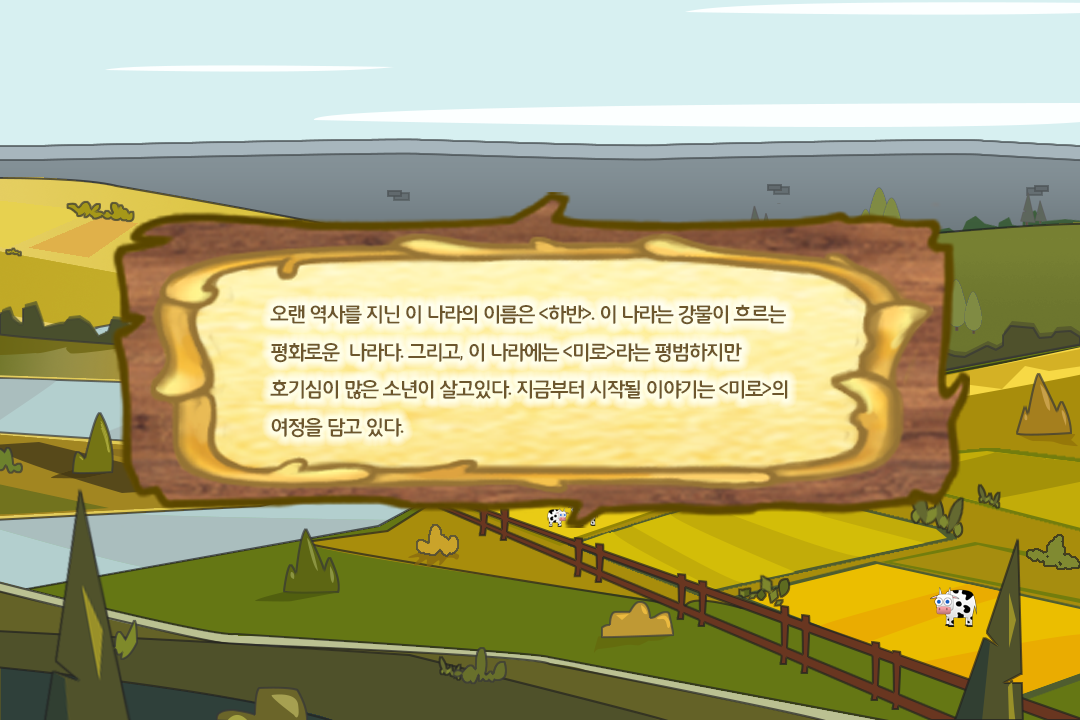 오랜 역사를 지닌 이 나라의 이름은 <하반>. 이 나라는 강물이 흐르는
평화로운 나라다. 그리고, 이 나라에는 <미로>라는 평범하지만
호기심이 많은 소년이 살고있다. 지금부터 시작될 이야기는 <미로>의
여정을 담고 있다.